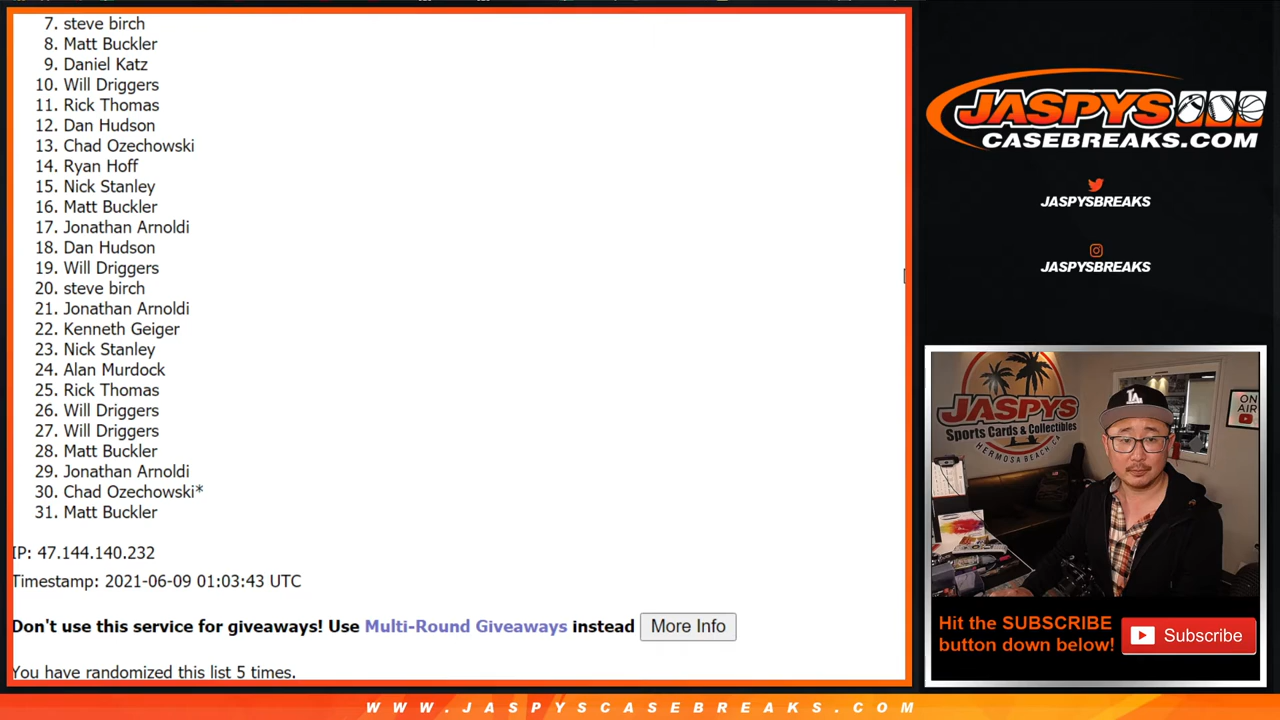 7. steve birch
8. Matt Buckler
9. Daniel Katz
10. Will Driggers
11. Rick Thomas
12. Dan Hudson
13. Chad Ozechowski
14. Ryan Hoff
15. Nick Stanley
16. Matt Buckler
17. Jonathan Arnoldi
18. Dan Hudson
19. Will Driggers
20. steve birch
21. Jonathan Arnoldi
22. Kenneth Geiger
23. Nick Stanley
24. Alan Murdock
25. Rick Thomas
26. Will Driggers
27. Will Driggers
28. Matt Buckler
29. Jonathan Arnoldi
30. Chad Ozechowski*
31. Matt Buckler
IP: 47.144.140.232
Timestamp: 2021-06-09 01:03:43 UTC
Don't use this service for giveaways! Use Multi-Round Giveaways instead More Info
You have randomized this list 5 times.
JASPYS
CASEBREAKS.COM
JASPYSBREAKS
JASPYSBREAKS
JASPYS
Sports Cards & Collectibles
HERMOSA BEACH CA
ON
AIR
LA
Hit the SUBSCRIBE
button down below!
Subscribe
WWW.JASPYSCASEBREAKS.COM